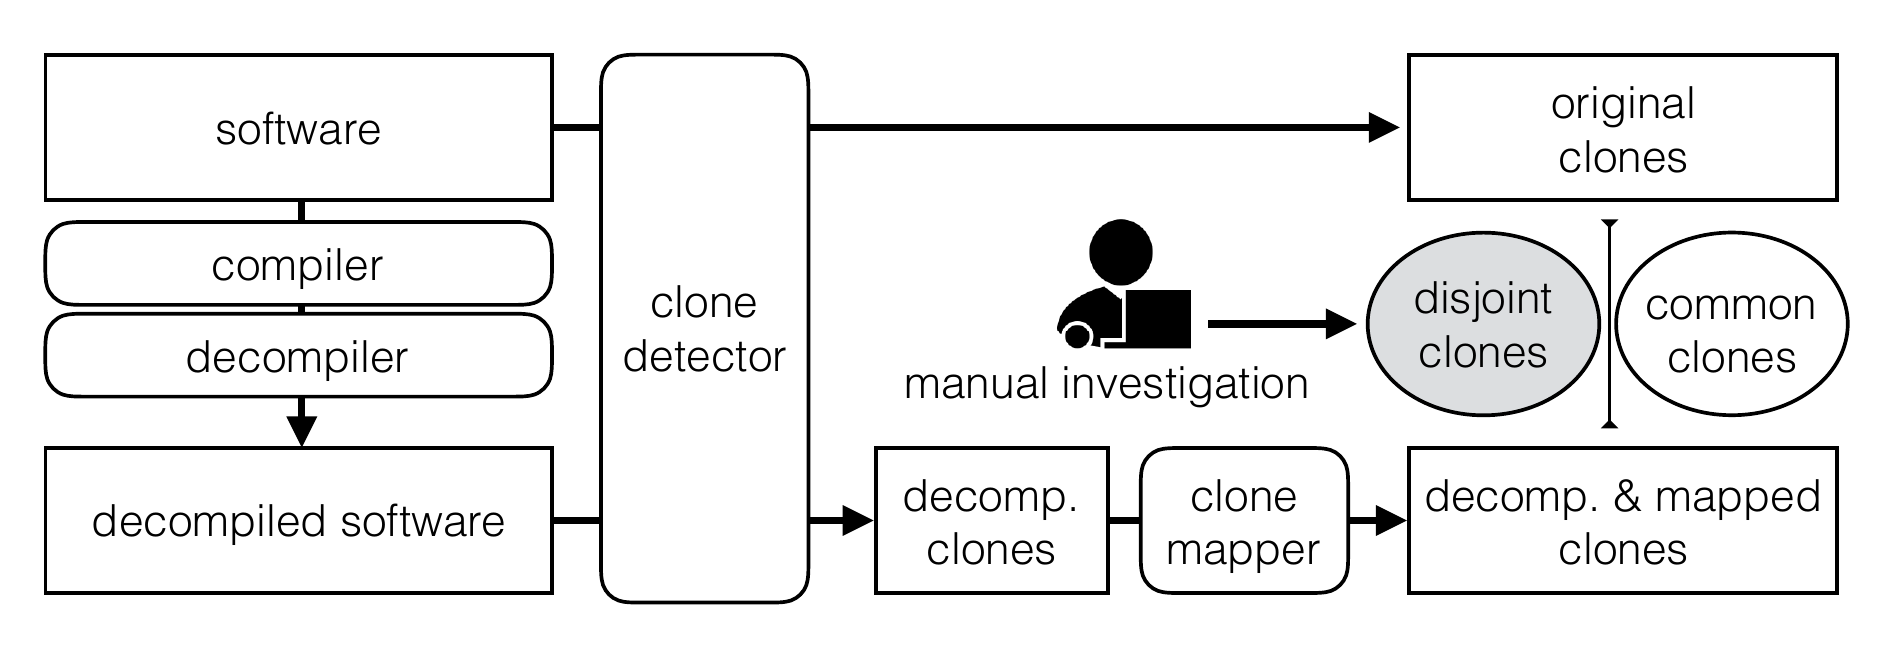 software
compiler
decompiler
decompiled software
clone
detector
original
clones
manual investigation
disjoint
clones
common
clones
decomp.
clones
clone
mapper
decomp. & mapped
clones